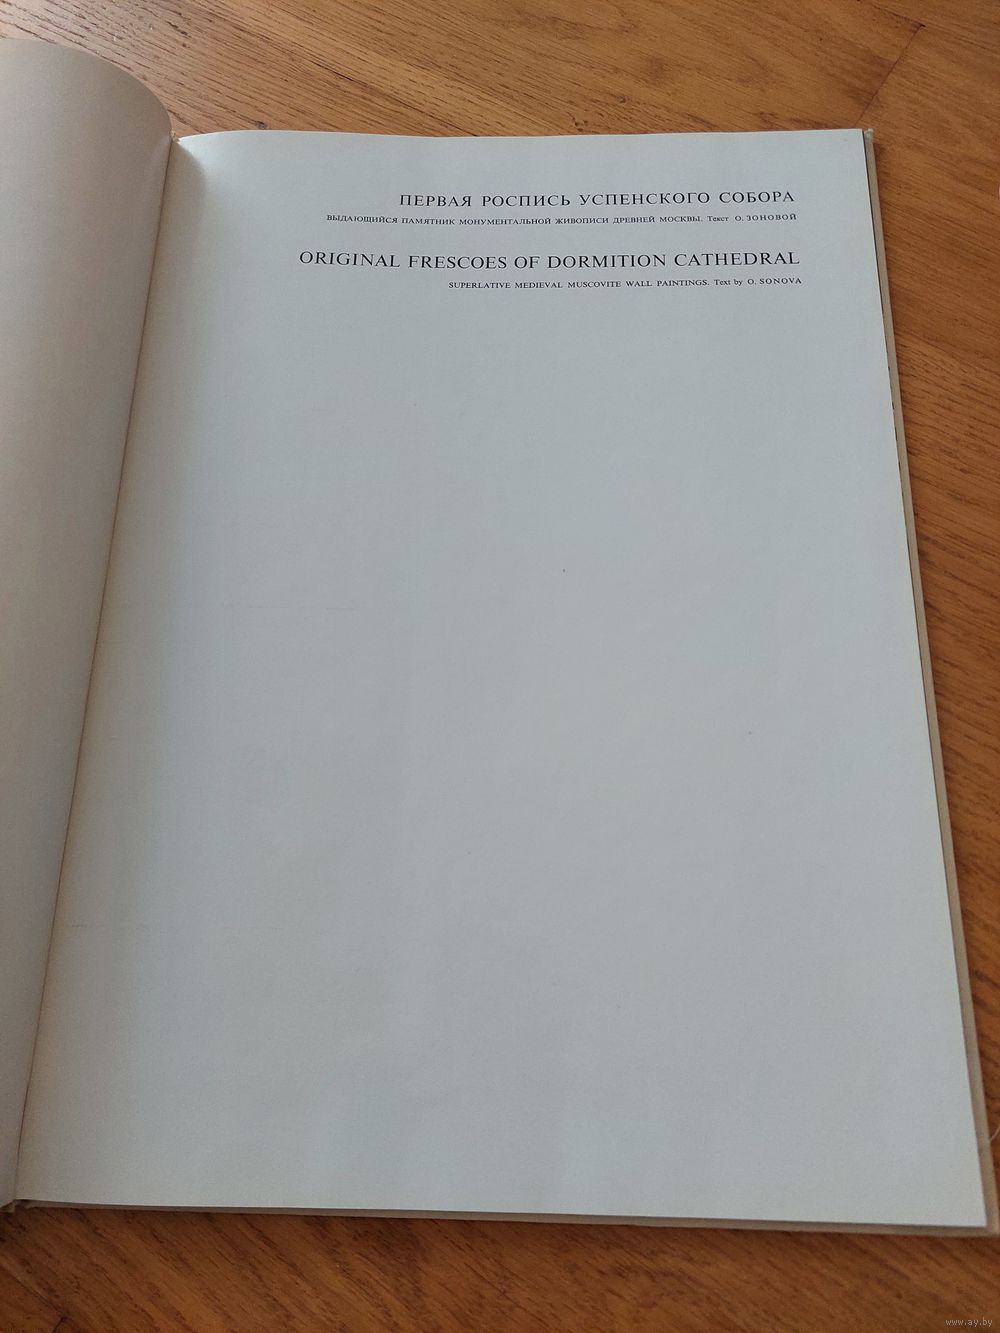 ПЕРВАЯ РОСПИСЬ УСПЕНСКОГО СОБОРА
ВЫДАЮЩИЙСЯ ПАМЯТНИК МОНУМЕНТАЛЬНОЙ ЖИВОПИСИ ДРЕВНЕЙ МОСКВЫ. Текст О. ЗОНОВОЙ
ORIGINAL FRESCOES OF DORMITION CATHEDRAL
SUPERLATIVE MEDIEVAL MUSCOVITE WALL PAINTINGS. Text by O. SONOVA
www.ay.by